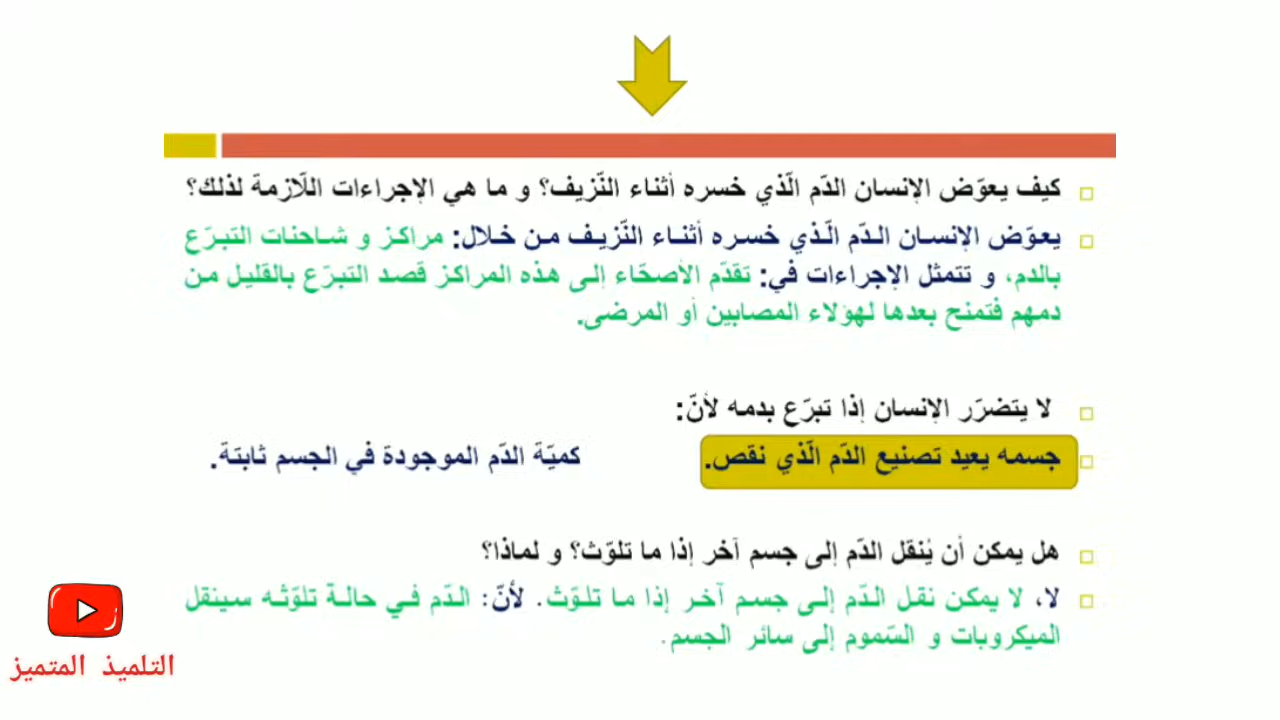 كيف يعوّض الإنسان الدّم الّذي خسره أثناء النّزيف؟ و ما هي الإجراءات اللّازمة لذلك؟
يعوّض الإنسان الدّم الّذي خسره أثناء النّزيف من خلال: مراكز و شاحنات التبرّع
بالدم، و تتمثل الإجراءات في: تقدّم الأصحّاء إلى هذه المراكز قصد التبرّع بالقليل من
دمهم فتمنح بعدها لهؤلاء المصابين أو المرضى.
لا يتضرّر الإنسان إذا تبرّع بدمه لأنّ:
جسمه يعيد تصنيع الدّم الّذي نقص. كميّة الدّم الموجودة في الجسم ثابتة.
هل يمكن أن يُنقل الدّم إلى جسم آخر إذا ما تلوّث؟ و لماذا؟
لا، لا يمكن نقل الدّم إلى جسم آخر إذا ما تلوّث. لأنّ: الدّم في حالة تلوّثه سينقل
الميكروبات و السّموم إلى سائر الجسم.
التلميذ المتميز